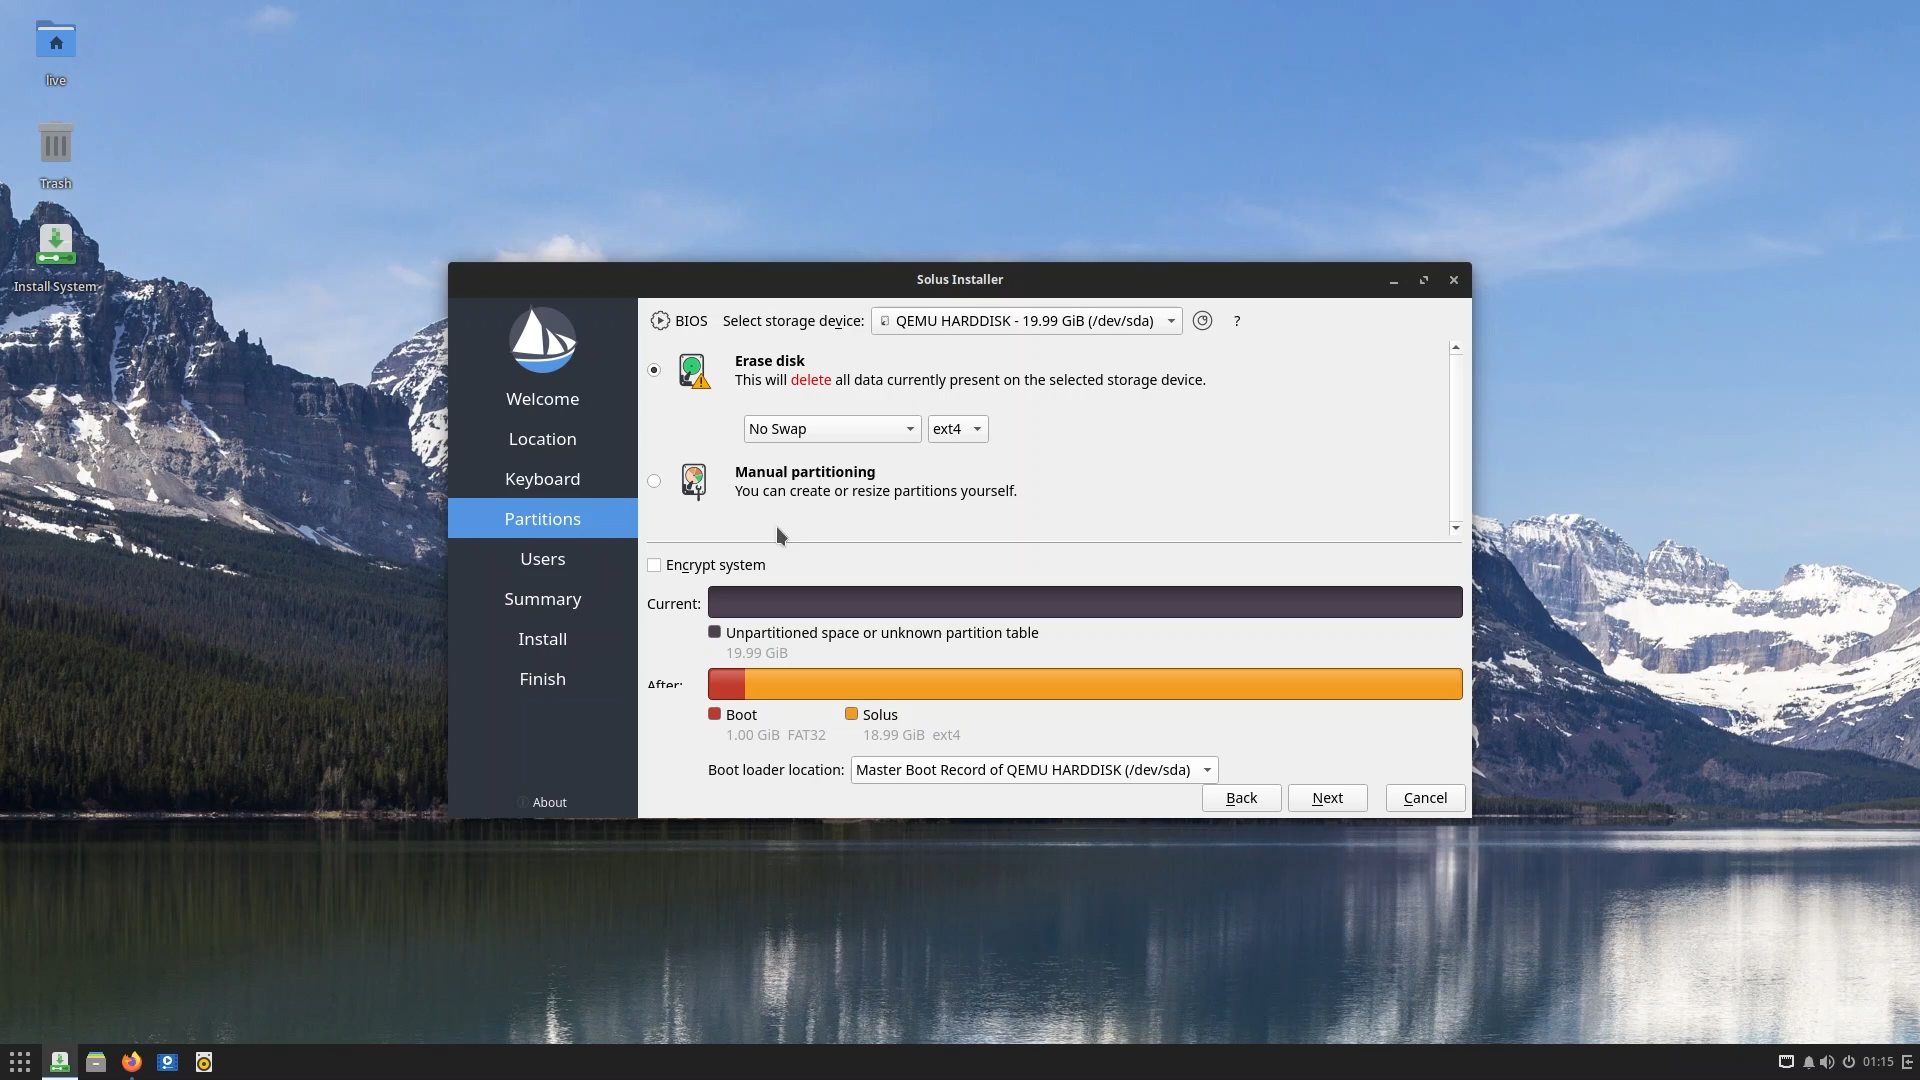 live
Trash
Install System
Solus Installer
Welcome
Location
Keyboard
Partitions
Users
Summary
Install
Finish
About
BIOS
Select storage device:
QEMU HARDDISK - 19.99 GiB (/dev/sda)
?
Erase disk
This will delete all data currently present on the selected storage device.
No Swap
ext4
Manual partitioning
You can create or resize partitions yourself.
Encrypt system
Current:
Unpartitioned space or unknown partition table
19.99 GiB
After:
Boot
1.00 GiB FAT32
Solus
18.99 GiB ext4
Boot loader location:
Master Boot Record of QEMU HARDDISK (/dev/sda)
Back
Next
Cancel
01:15